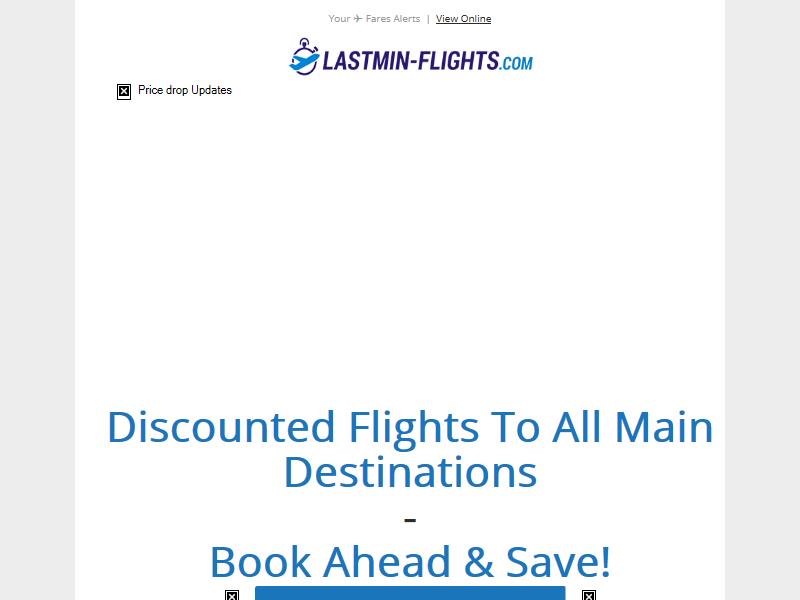 Your ✈ Fares Alerts | View Online
LASTMIN-FLIGHTS.COM
Price drop Updates
Discounted Flights To All Main
Destinations
-
Book Ahead & Save!